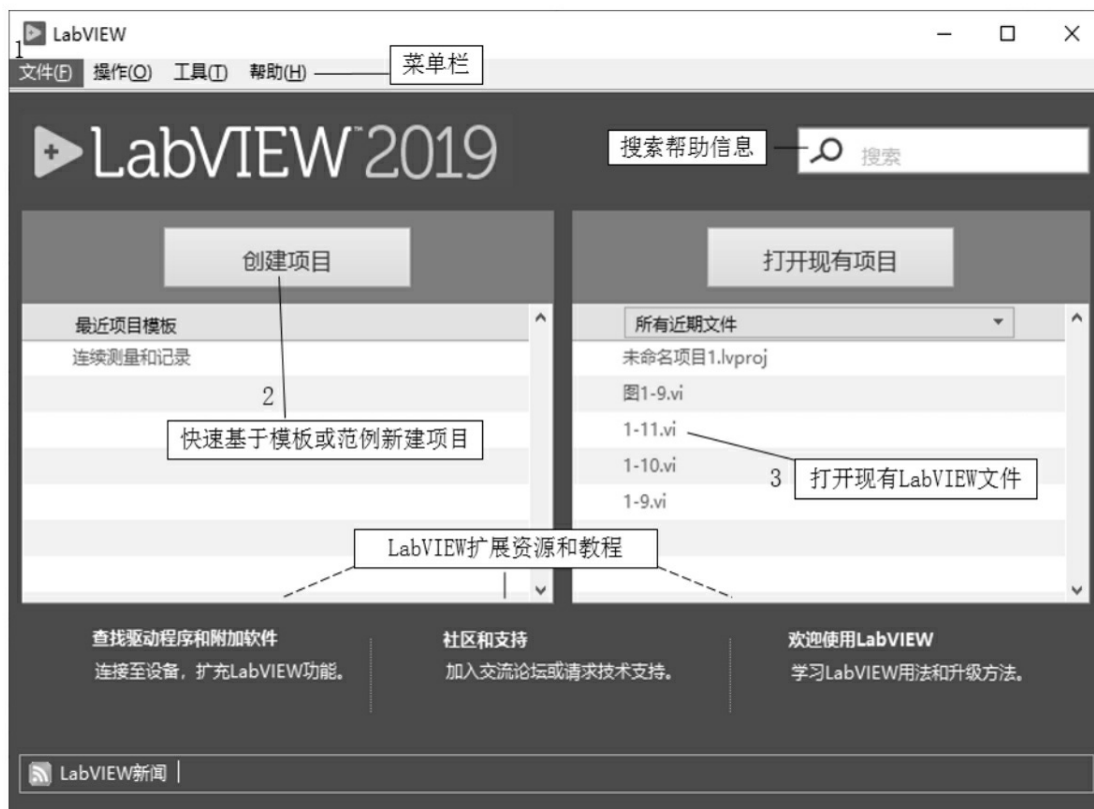 LabVIEW
1
文件(F) 操作(O) 工具(T) 帮助(H) 菜单栏
LabVIEW™ 2019
搜索帮助信息 搜索
创建项目
打开现有项目
最近项目模板
连续测量和记录
2
快速基于模板或范例新建项目
所有近期文件
未命名项目1.lvproj
图1-9.vi
1-11.vi
1-10.vi
3 打开现有LabVIEW文件
1-9.vi
LabVIEW扩展资源和教程
查找驱动程序和附加软件
连接至设备，扩充LabVIEW功能。
社区和支持
加入交流论坛或请求技术支持。
欢迎使用LabVIEW
学习LabVIEW用法和升级方法。
LabVIEW新闻